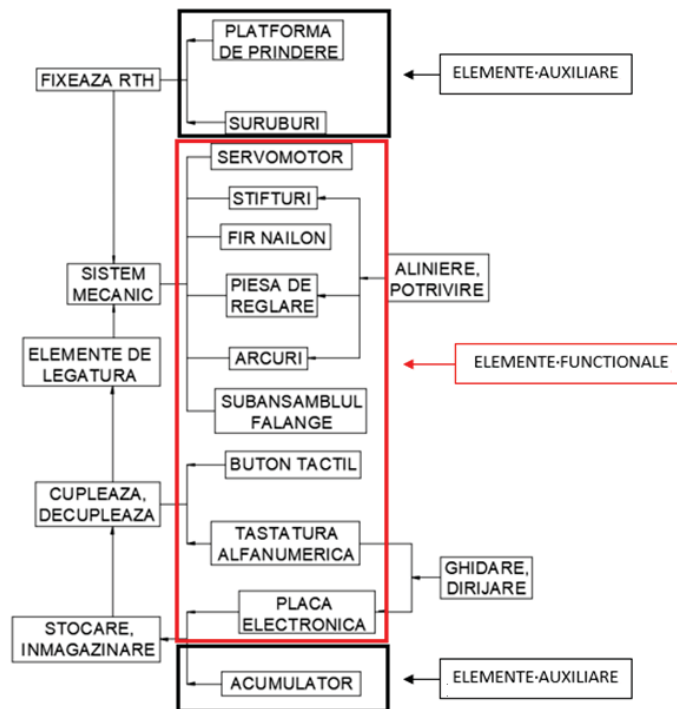 PLATFORMA
DE PRINDERE
FIXEAZA RTH
ELEMENTE·AUXILIARE
SURUBURI
SERVOMOTOR
STIFTURI
FIR NAILON
SISTEM
MECANIC
PIESA DE
REGLARE
ALINIERE,
POTRIVIRE
ELEMENTE DE
LEGATURA
ARCURI
ELEMENTE·FUNCTIONALE
SUBANSAMBLUL
FALANGE
BUTON TACTIL
CUPLEAZA,
DECUPLEAZA
TASTATURA
ALFANUMERICA
GHIDARE,
DIRIJARE
PLACA
ELECTRONICA
STOCARE,
INMAGAZINARE
ACUMULATOR
ELEMENTE·AUXILIARE